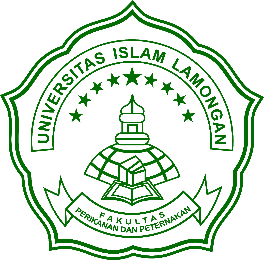 UNIVERSITAS ISLAM LAMONGAN
FAKULTAS
PERIKANAN DAN PETERNAKAN